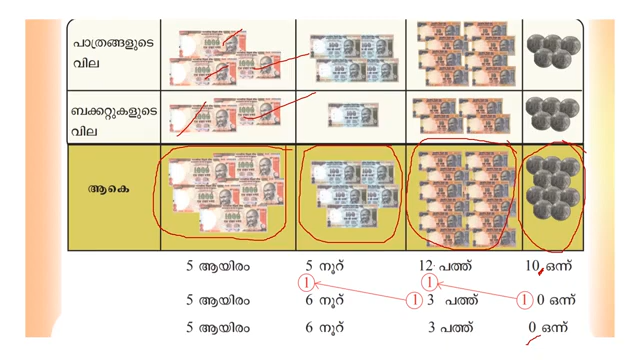 പാത്രങ്ങളുടെ
വില
ബക്കറ്റുകളുടെ
വില
ആകെ
5 ആയിരം 5 നൂറ് 12 പത്ത് 10 ഒന്ന്
1 1
5 ആയിരം 6 നൂറ് 1 3 പത്ത് 1 0 ഒന്ന്
5 ആയിരം 6 നൂറ് 3 പത്ത് 0 ഒന്ന്